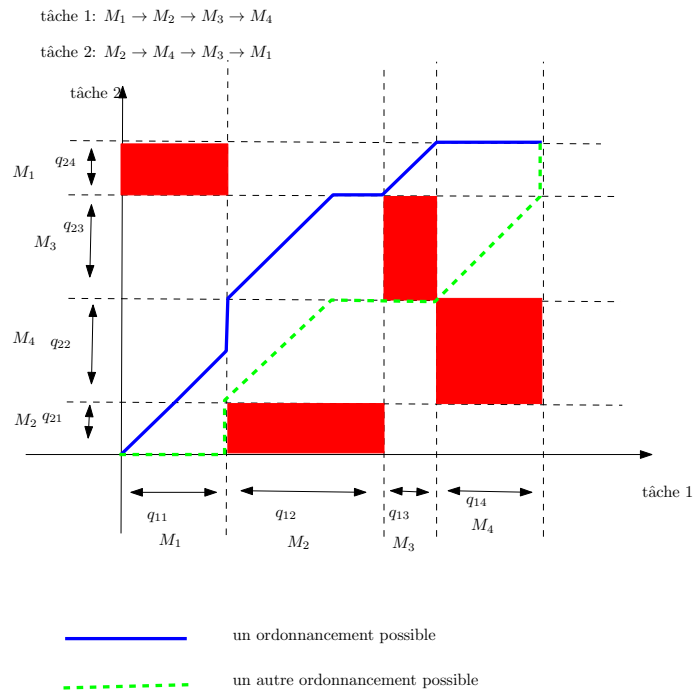 tâche 1: M₁ → M₂ → M₃ → M₄
tâche 2: M₂ → M₄ → M₃ → M₁
tâche 2
M₁ q₂₄
q₂₃
M₃
M₄ q₂₂
M₂ q₂₁
tâche 1
q₁₁ q₁₂ q₁₃ q₁₄
M₁ M₂ M₃ M₄
un ordonnancement possible
un autre ordonnancement possible